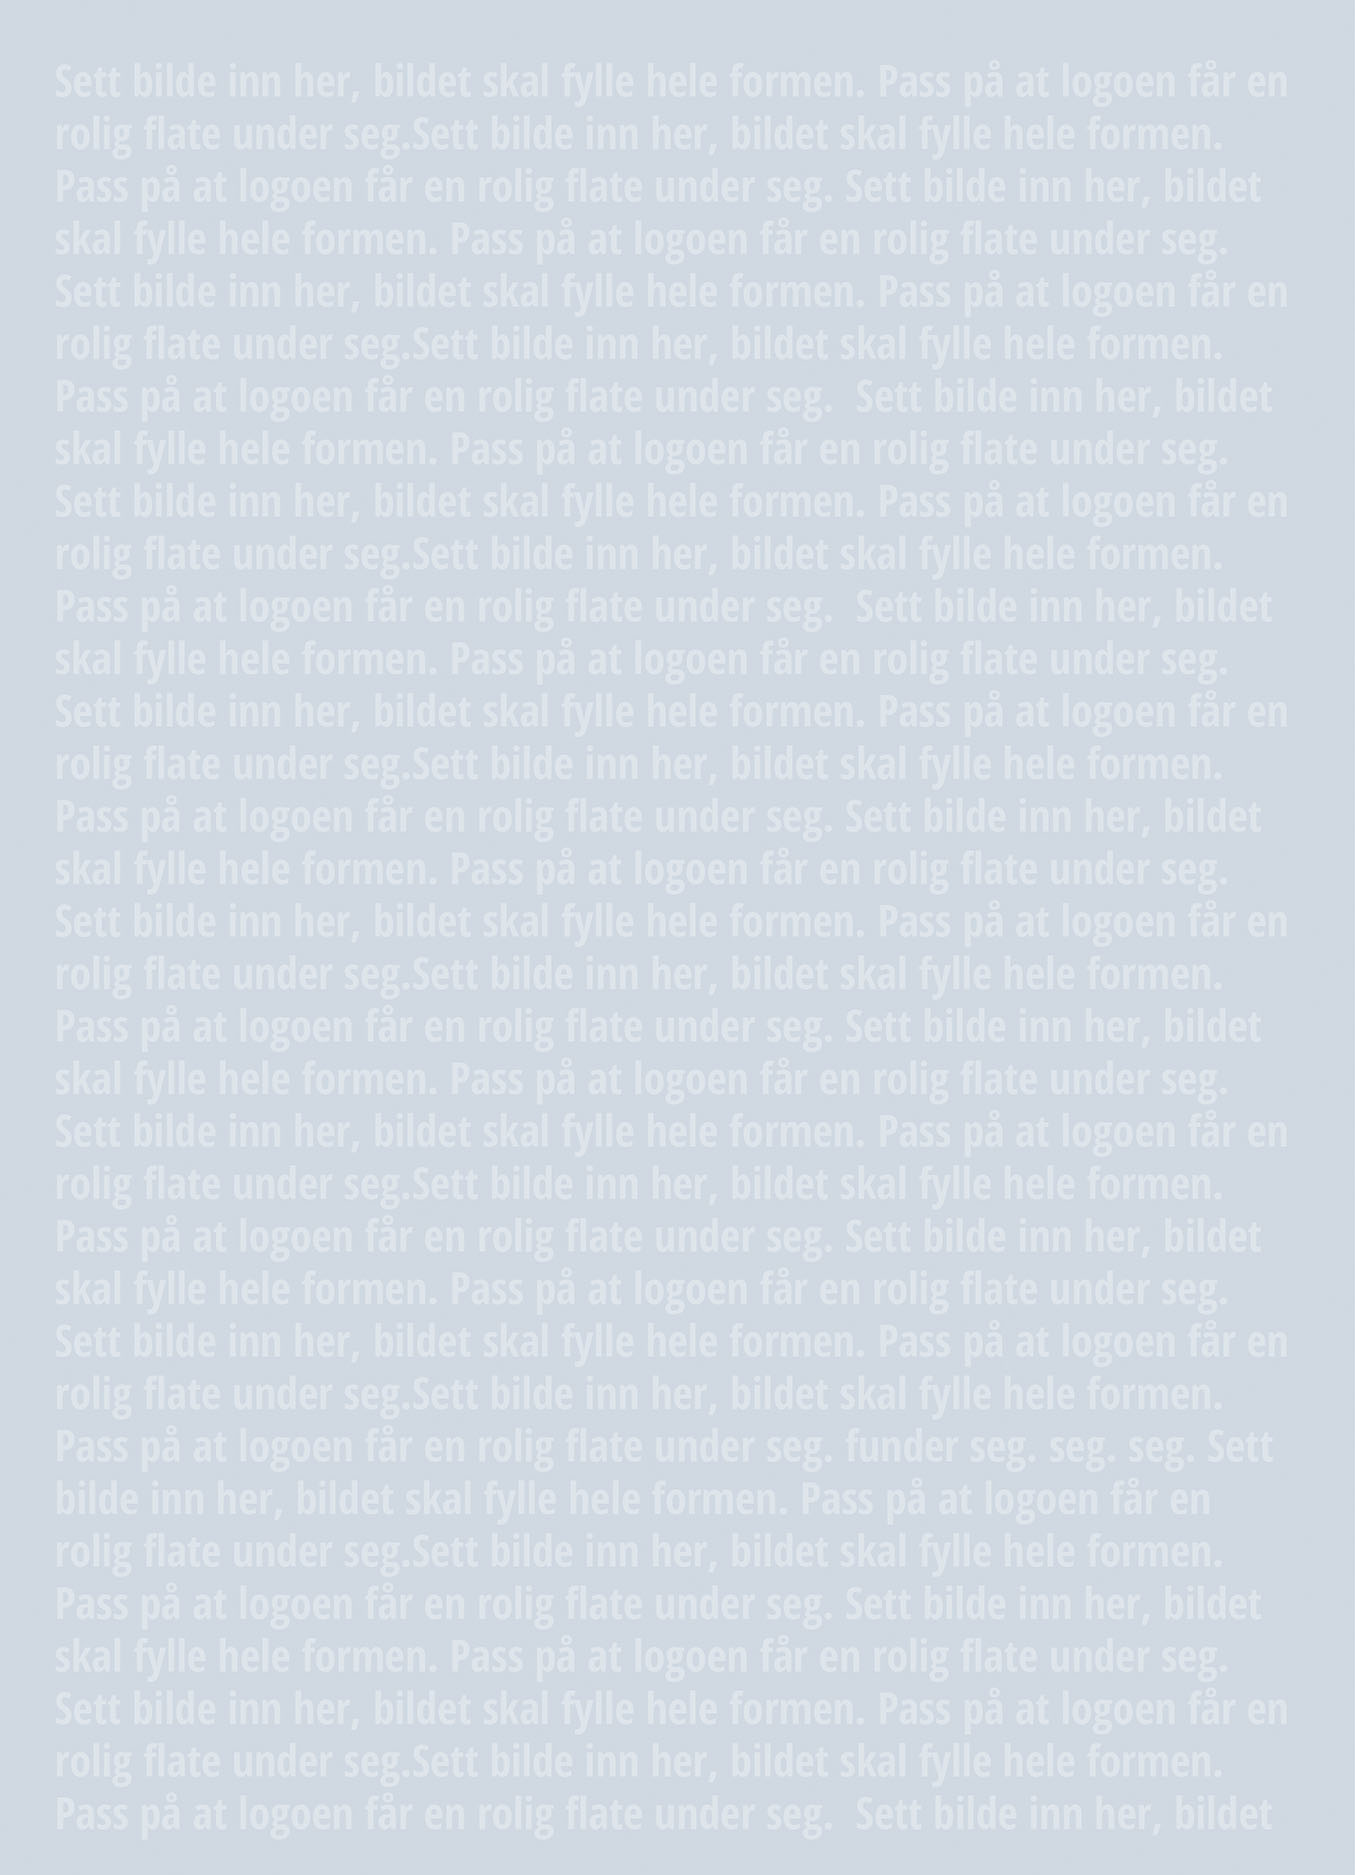 Sett bilde inn her, bildet skal fylle hele formen. Pass på at logoen får en
rolig flate under seg.Sett bilde inn her, bildet skal fylle hele formen.
Pass på at logoen får en rolig flate under seg. Sett bilde inn her, bildet
skal fylle hele formen. Pass på at logoen får en rolig flate under seg.
Sett bilde inn her, bildet skal fylle hele formen. Pass på at logoen får en
rolig flate under seg.Sett bilde inn her, bildet skal fylle hele formen.
Pass på at logoen får en rolig flate under seg.  Sett bilde inn her, bildet
skal fylle hele formen. Pass på at logoen får en rolig flate under seg.
Sett bilde inn her, bildet skal fylle hele formen. Pass på at logoen får en
rolig flate under seg.Sett bilde inn her, bildet skal fylle hele formen.
Pass på at logoen får en rolig flate under seg.  Sett bilde inn her, bildet
skal fylle hele formen. Pass på at logoen får en rolig flate under seg.
Sett bilde inn her, bildet skal fylle hele formen. Pass på at logoen får en
rolig flate under seg.Sett bilde inn her, bildet skal fylle hele formen.
Pass på at logoen får en rolig flate under seg. Sett bilde inn her, bildet
skal fylle hele formen. Pass på at logoen får en rolig flate under seg.
Sett bilde inn her, bildet skal fylle hele formen. Pass på at logoen får en
rolig flate under seg.Sett bilde inn her, bildet skal fylle hele formen.
Pass på at logoen får en rolig flate under seg. Sett bilde inn her, bildet
skal fylle hele formen. Pass på at logoen får en rolig flate under seg.
Sett bilde inn her, bildet skal fylle hele formen. Pass på at logoen får en
rolig flate under seg.Sett bilde inn her, bildet skal fylle hele formen.
Pass på at logoen får en rolig flate under seg. Sett bilde inn her, bildet
skal fylle hele formen. Pass på at logoen får en rolig flate under seg.
Sett bilde inn her, bildet skal fylle hele formen. Pass på at logoen får en
rolig flate under seg.Sett bilde inn her, bildet skal fylle hele formen.
Pass på at logoen får en rolig flate under seg. funder seg. seg. seg. Sett
bilde inn her, bildet skal fylle hele formen. Pass på at logoen får en
rolig flate under seg.Sett bilde inn her, bildet skal fylle hele formen.
Pass på at logoen får en rolig flate under seg. Sett bilde inn her, bildet
skal fylle hele formen. Pass på at logoen får en rolig flate under seg.
Sett bilde inn her, bildet skal fylle hele formen. Pass på at logoen får en
rolig flate under seg.Sett bilde inn her, bildet skal fylle hele formen.
Pass på at logoen får en rolig flate under seg.  Sett bilde inn her, bildet